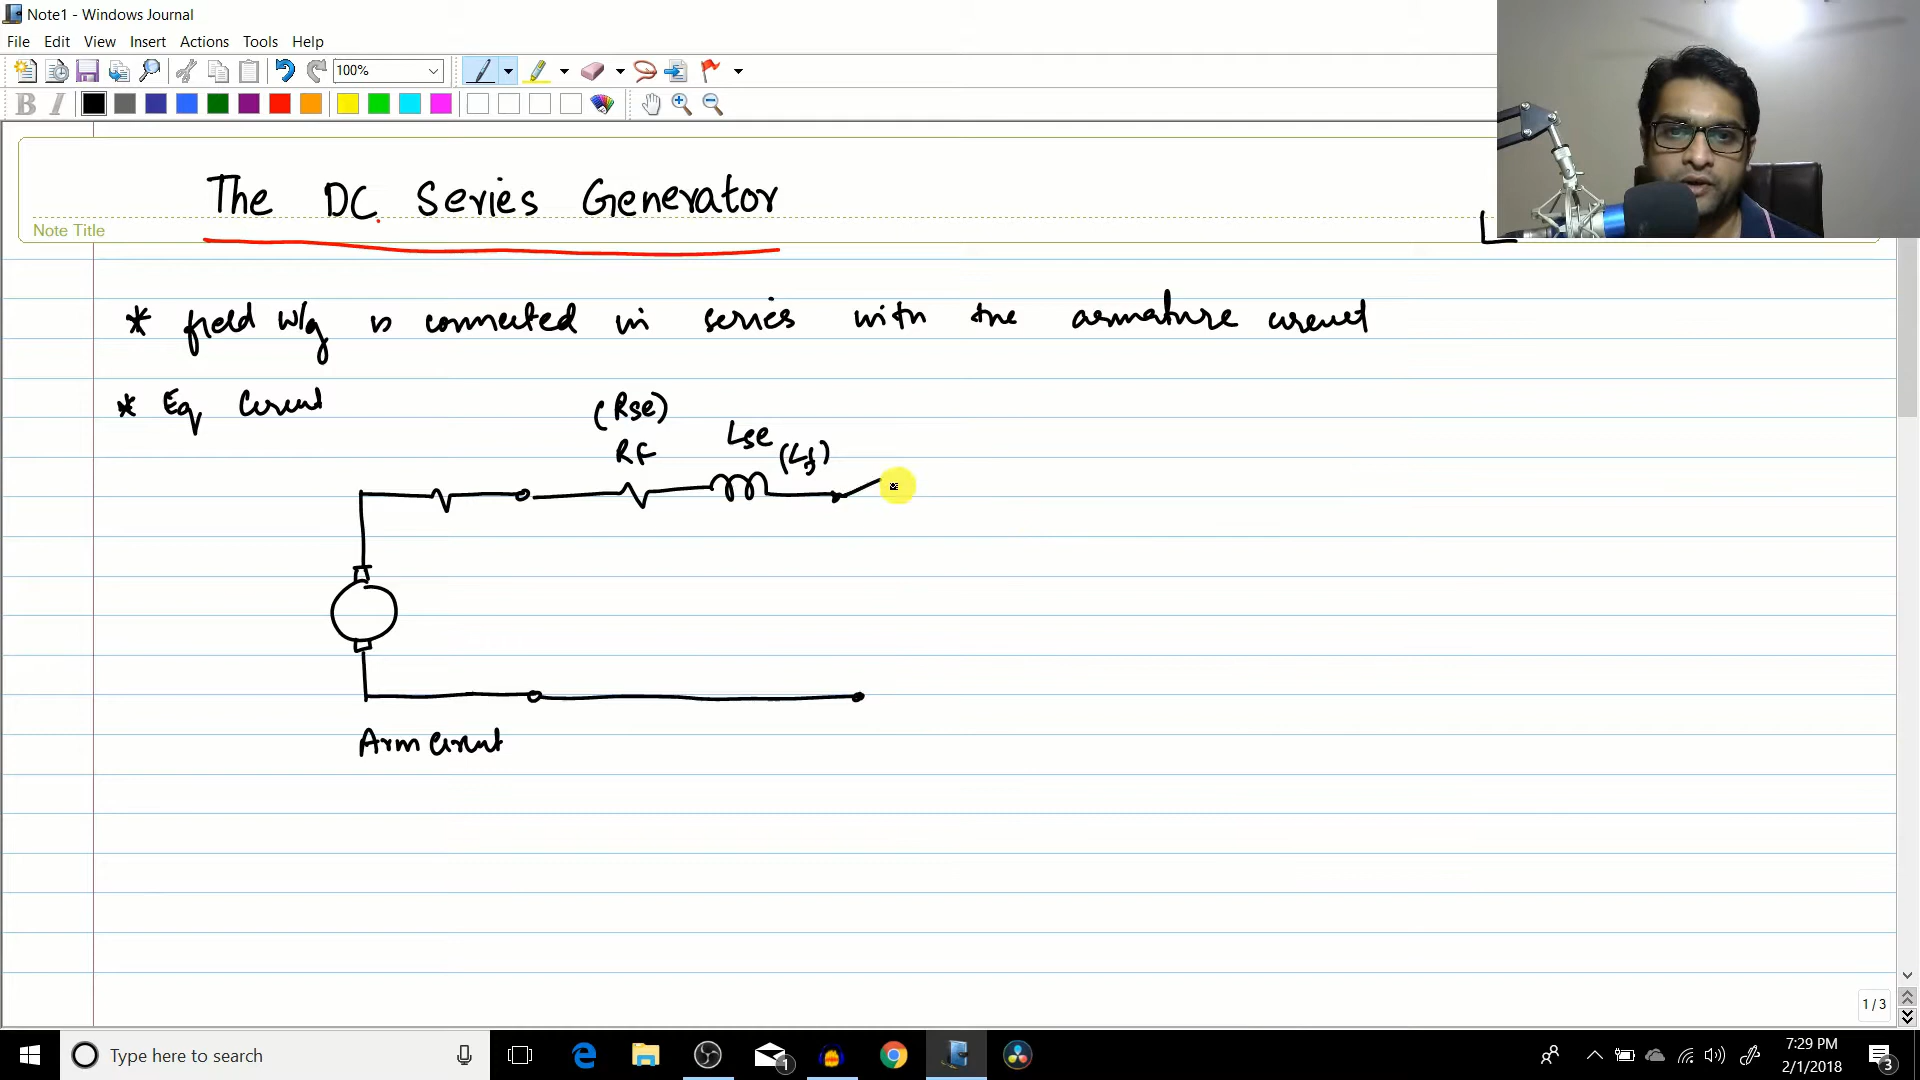 Note1 - Windows Journal
File Edit View Insert Actions Tools Help
100%
B I
The DC Series Generator
Note Title
* field w/g is connected in series with the armature circuit
* Eq Circuit
(Rse)
RF
Lse
(Lf)
Arm Circuit
1 / 3
Type here to search
1
7:29 PM
2/1/2018
3